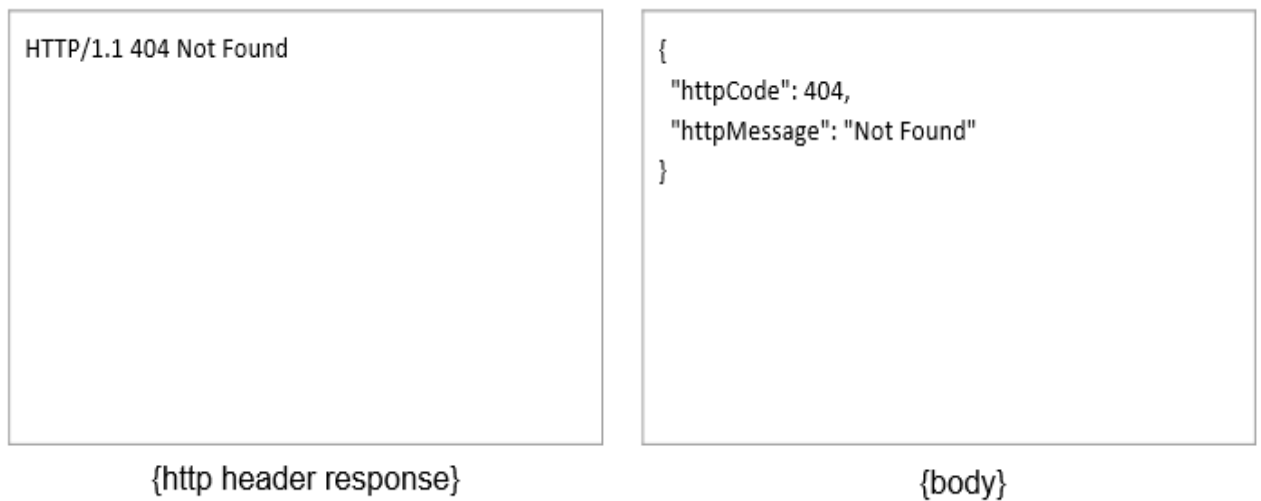 HTTP/1.1 404 Not Found
{
"httpCode": 404,
"httpMessage": "Not Found"
}
{http header response}
{body}